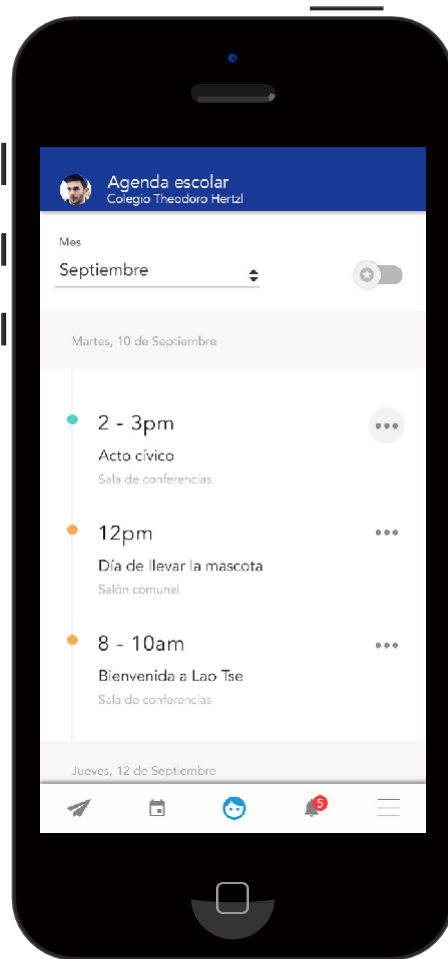 Agenda escolar
Colegio Theodoro Hertzl
Mes
Septiembre
Martes, 10 de Septiembre
2 - 3pm
Acto cívico
Sala de conferencias
12pm
Día de llevar la mascota
Salón comunal
8 - 10am
Bienvenida a Lao Tse
Sala de conferencias
Jueves, 12 de Septiembre
5